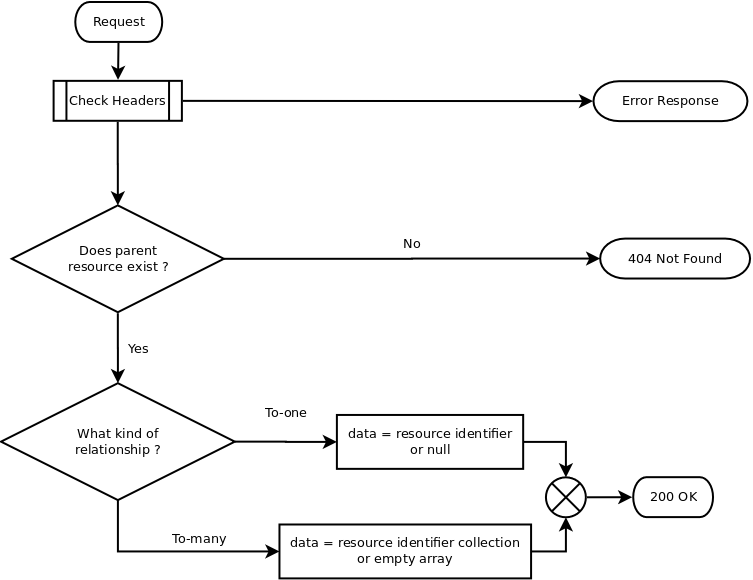 Request
Check Headers
Error Response
Does parent
resource exist ?
No
404 Not Found
Yes
What kind of
relationship ?
To-one
data = resource identifier
or null
200 OK
To-many
data = resource identifier collection
or empty array